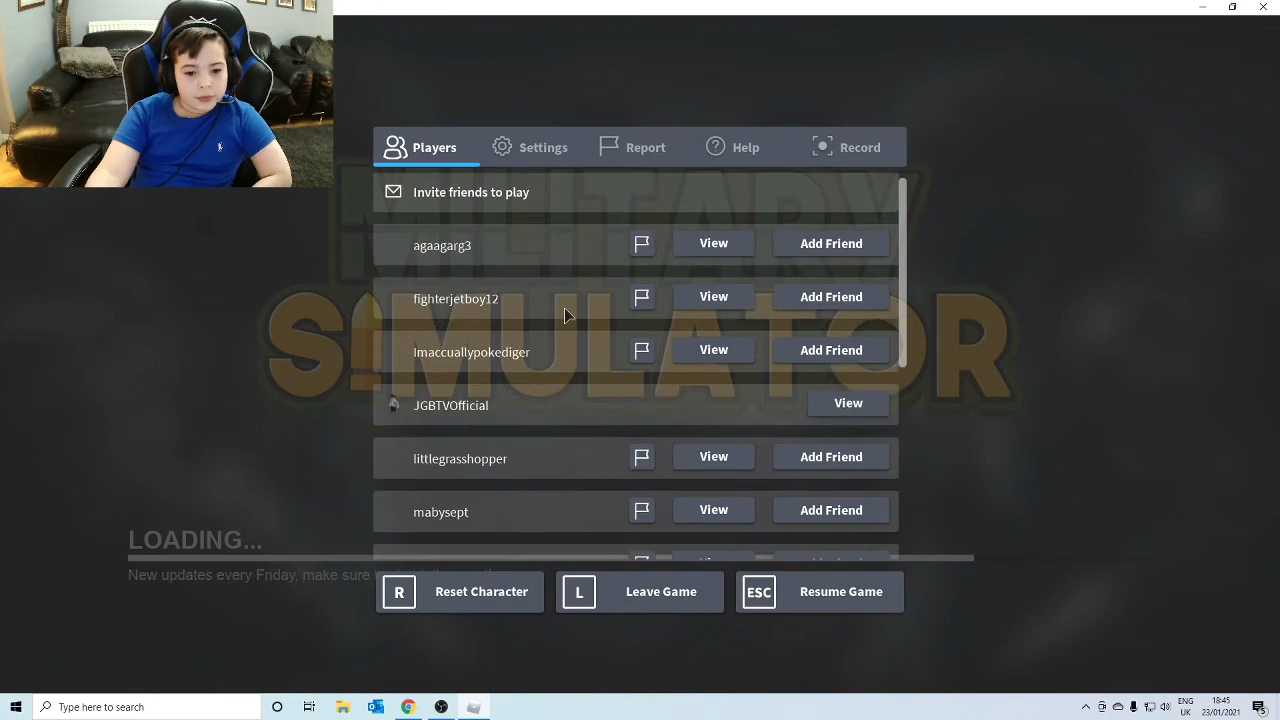 Players
Settings
Report
Help
Record
MILITARY
S!MULATOR
Invite friends to play
agaagarg3
View
Add Friend
fighterjetboy12
View
Add Friend
Imaccuallypokediger
View
Add Friend
JGBTVOfficial
View
littlegrasshopper
View
Add Friend
mabysept
View
Add Friend
LOADING...
New updates every Friday, make sure
R Reset Character
L Leave Game
ESC Resume Game
Type here to search
ENG
UK
18:45
23/01/2021